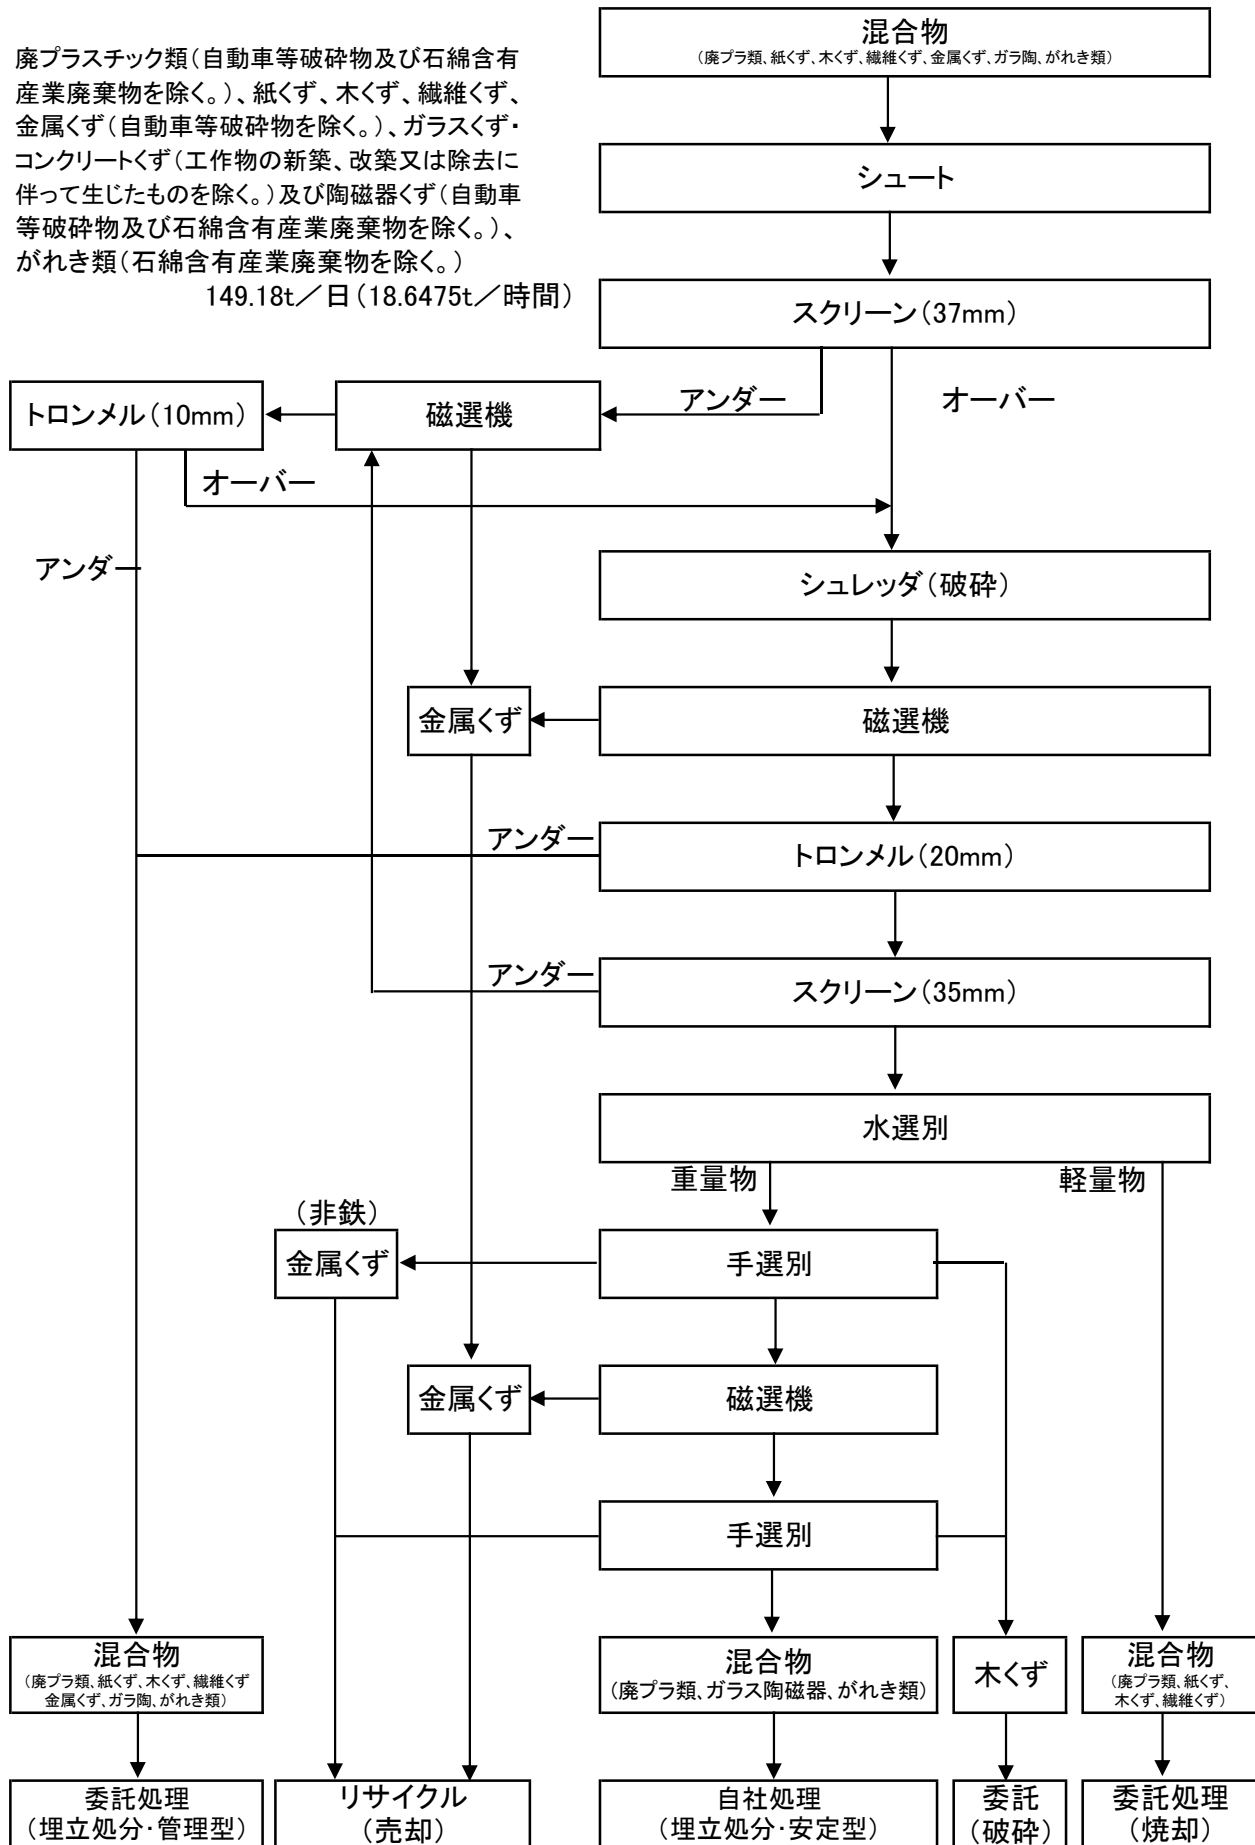 廃プラスチック類（自動車等破砕物及び石綿含有
産業廃棄物を除く。）、紙くず、木くず、繊維くず、
金属くず（自動車等破砕物を除く。）、ガラスくず・
コンクリートくず（工作物の新築、改築又は除去に
伴って生じたものを除く。）及び陶磁器くず（自動車
等破砕物及び石綿含有産業廃棄物を除く。）、
がれき類（石綿含有産業廃棄物を除く。）
149.18t／日（18.6475t／時間）
混合物
（廃プラ類、紙くず、木くず、繊維くず、金属くず、ガラ陶、がれき類）
シュート
スクリーン（37mm）
アンダー
オーバー
トロンメル（10mm）
磁選機
オーバー
アンダー
シュレッダ（破砕）
金属くず
磁選機
アンダー
トロンメル（20mm）
アンダー
スクリーン（35mm）
水選別
重量物
軽量物
（非鉄）
金属くず
手選別
金属くず
磁選機
手選別
混合物
（廃プラ類、紙くず、木くず、繊維くず
金属くず、ガラ陶、がれき類）
混合物
（廃プラ類、ガラス陶磁器、がれき類）
木くず
混合物
（廃プラ類、紙くず、
木くず、繊維くず）
委託処理
（埋立処分・管理型）
リサイクル
（売却）
自社処理
（埋立処分・安定型）
委託
（破砕）
委託処理
（焼却）